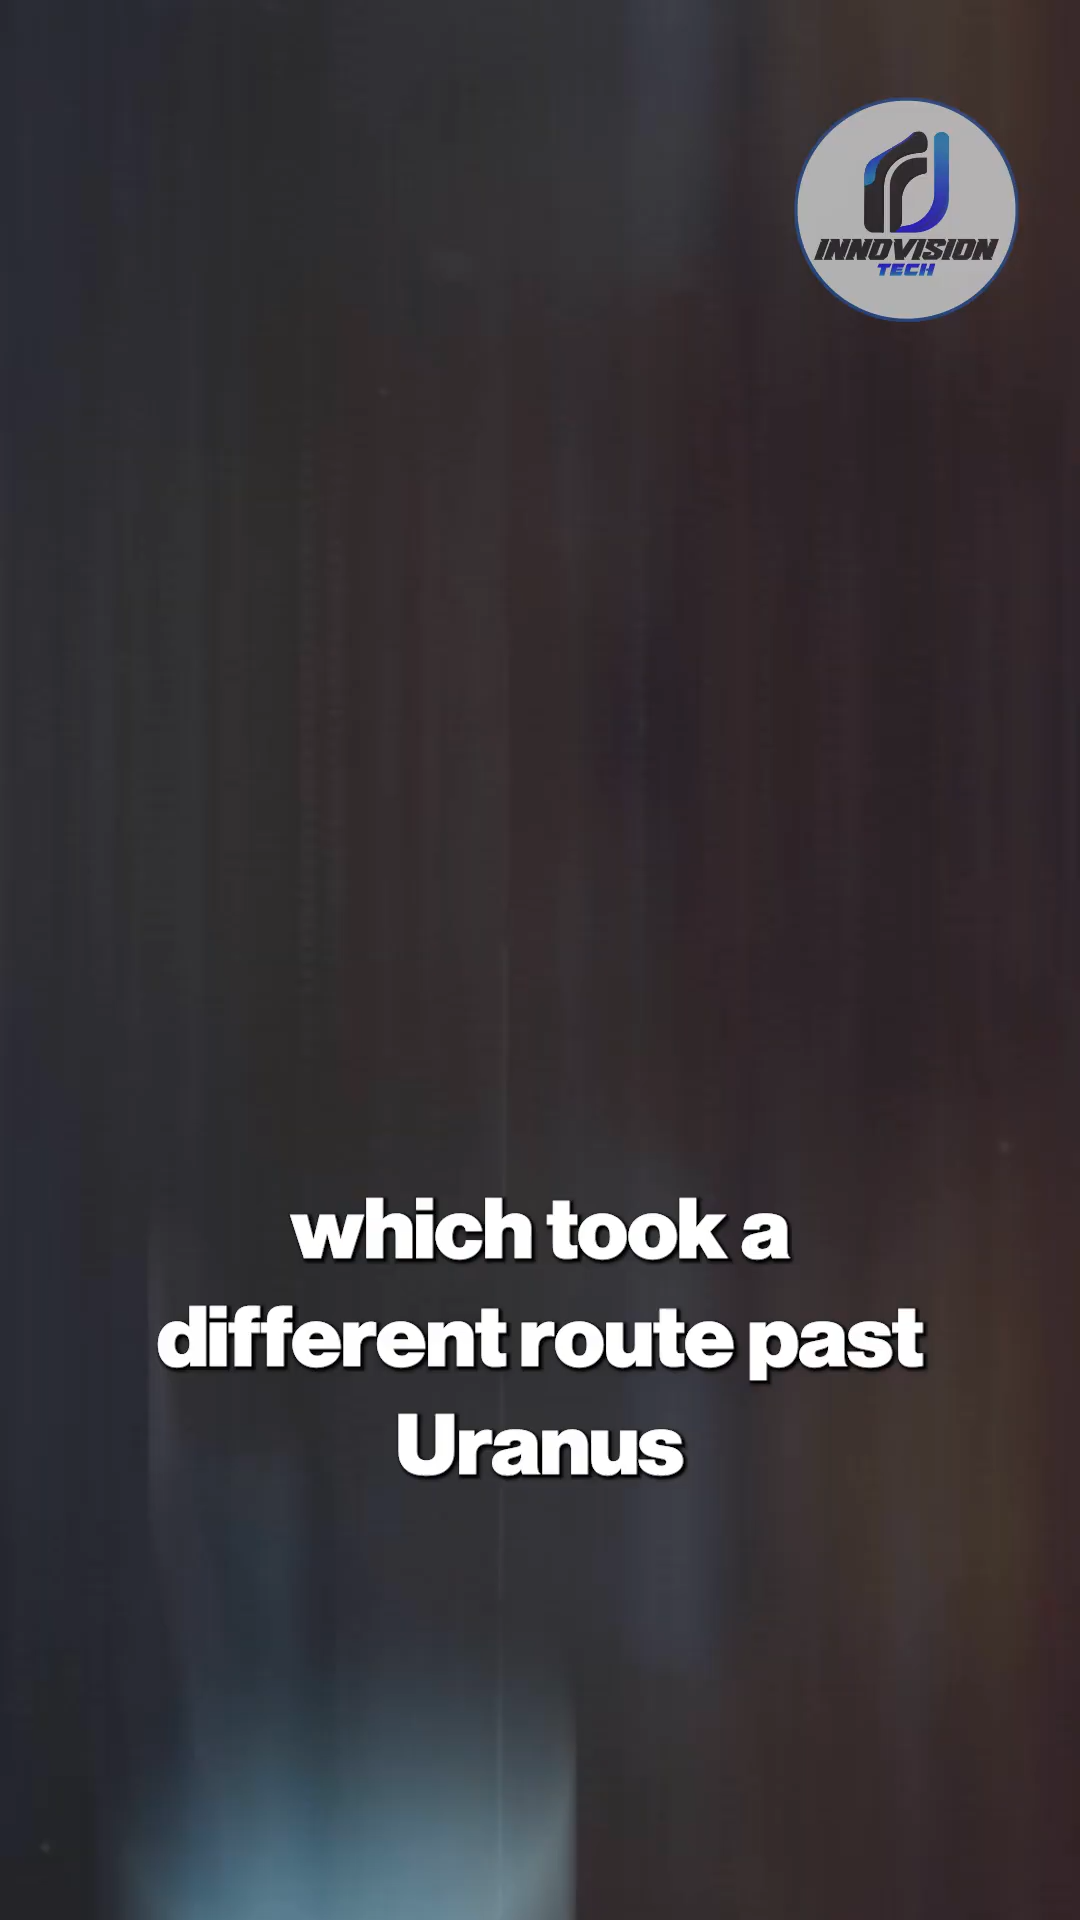 INNOVISION
TECH
which took a
different route past
Uranus